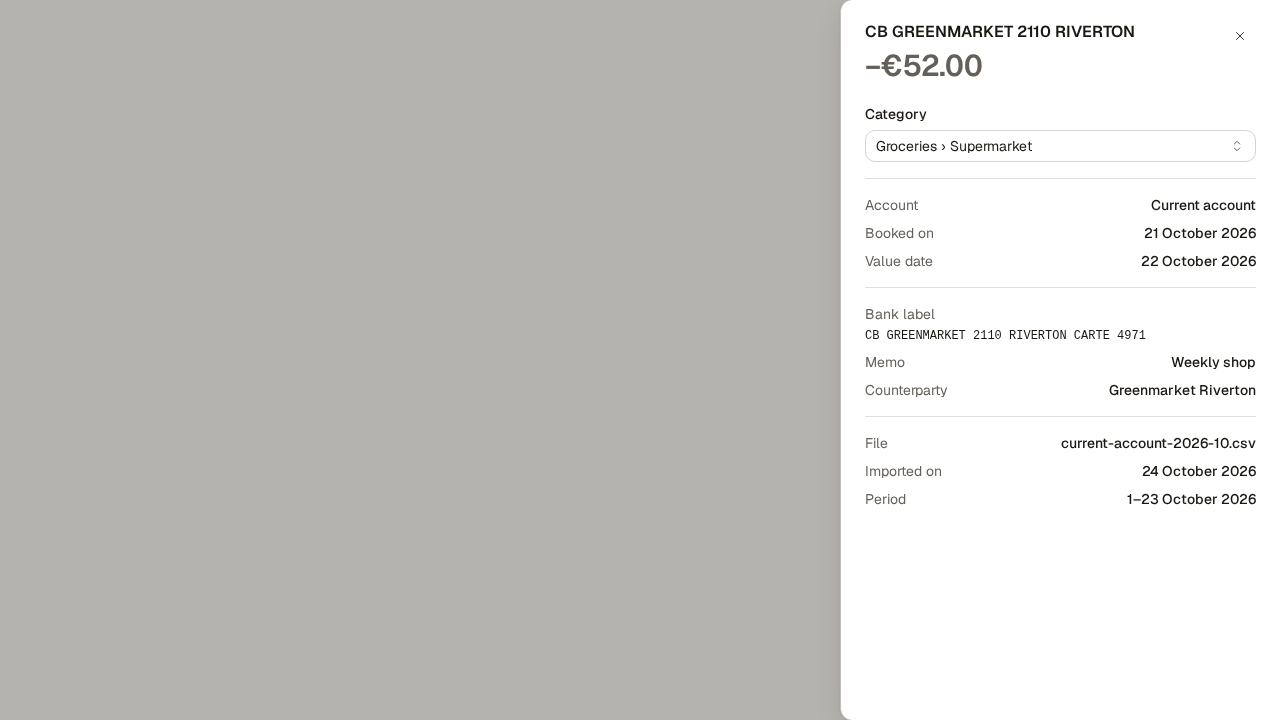 CB GREENMARKET 2110 RIVERTON
–€52.00
Category
Groceries › Supermarket
Account Current account
Booked on 21 October 2026
Value date 22 October 2026
Bank label
CB GREENMARKET 2110 RIVERTON CARTE 4971
Memo Weekly shop
Counterparty Greenmarket Riverton
File current-account-2026-10.csv
Imported on 24 October 2026
Period 1–23 October 2026